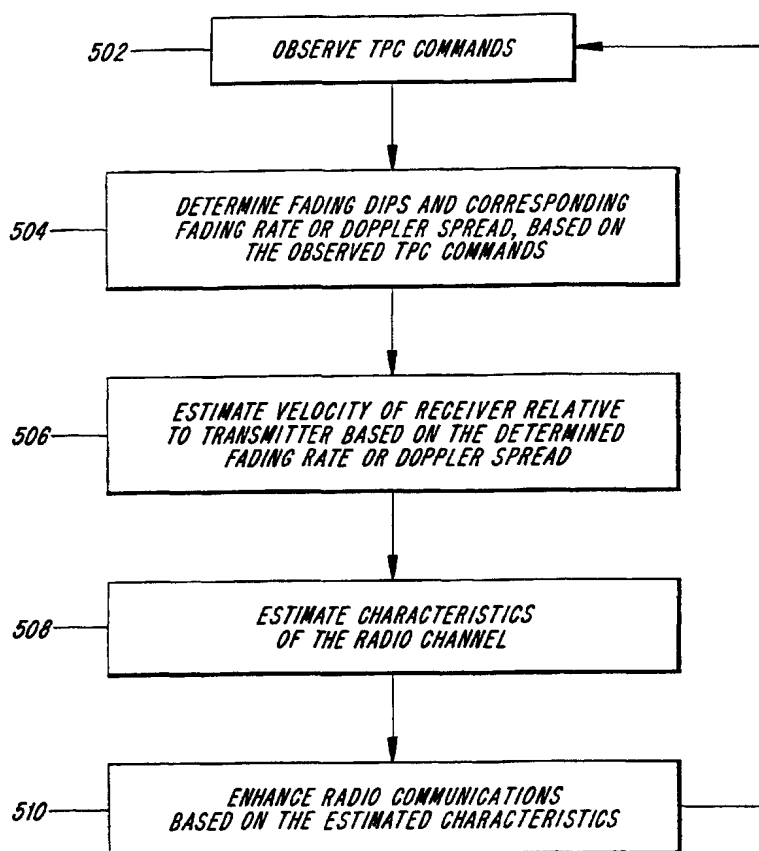 502
OBSERVE TPC COMMANDS
504
DETERMINE FADING DIPS AND CORRESPONDING
FADING RATE OR DOPPLER SPREAD, BASED ON
THE OBSERVED TPC COMMANDS
506
ESTIMATE VELOCITY OF RECEIVER RELATIVE
TO TRANSMITTER BASED ON THE DETERMINED
FADING RATE OR DOPPLER SPREAD
508
ESTIMATE CHARACTERISTICS
OF THE RADIO CHANNEL
510
ENHANCE RADIO COMMUNICATIONS
BASED ON THE ESTIMATED CHARACTERISTICS